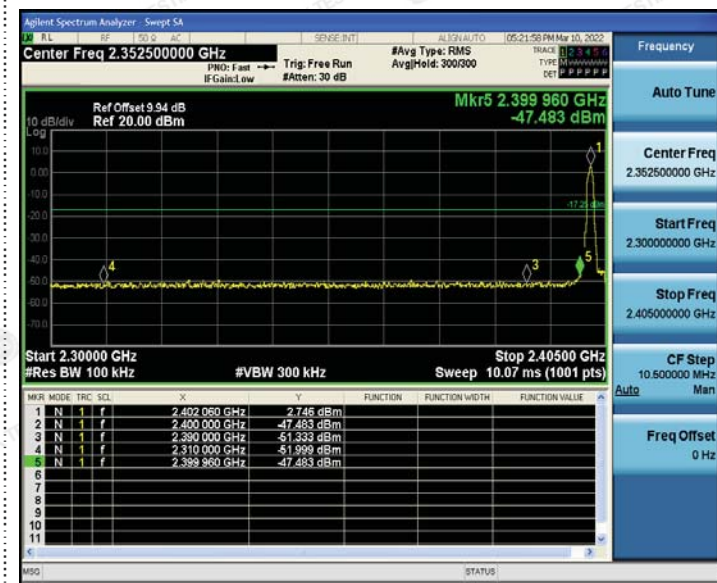 Agilent Spectrum Analyzer - Swept SA
RL RF 50 Ω AC SENSE:INT ALIGNAUTO 05:21:58 PM Mar 10, 2022
Center Freq 2.352500000 GHz
PNO: Fast
IFGain:Low
Trig: Free Run
#Atten: 30 dB
#Avg Type: RMS
Avg|Hold: 300/300
TRACE 1 2 3 4 5 6
TYPE M
DET P P P P P P
Frequency
Auto Tune
Center Freq
2.352500000 GHz
Start Freq
2.300000000 GHz
Stop Freq
2.405000000 GHz
CF Step
10.500000 MHz
Auto Man
Freq Offset
0 Hz
Ref Offset 9.94 dB
Ref 20.00 dBm
Mkr5 2.399 960 GHz
-47.483 dBm
10 dB/div
Log
10.0
0.00
-10.0
-20.0
-30.0
-40.0
-50.0
-60.0
-70.0
1
-17.25 dBm
5
3
4
Start 2.30000 GHz
Stop 2.40500 GHz
#Res BW 100 kHz
#VBW 300 kHz
Sweep 10.07 ms (1001 pts)
MKR MODE TRC SCL X Y FUNCTION FUNCTION WIDTH FUNCTION VALUE
1 N 1 f 2.402 060 GHz 2.746 dBm
2 N 1 f 2.400 000 GHz -47.483 dBm
3 N 1 f 2.390 000 GHz -51.333 dBm
4 N 1 f 2.310 000 GHz -51.999 dBm
5 N 1 f 2.399 960 GHz -47.483 dBm
6
7
8
9
10
11
MSG STATUS